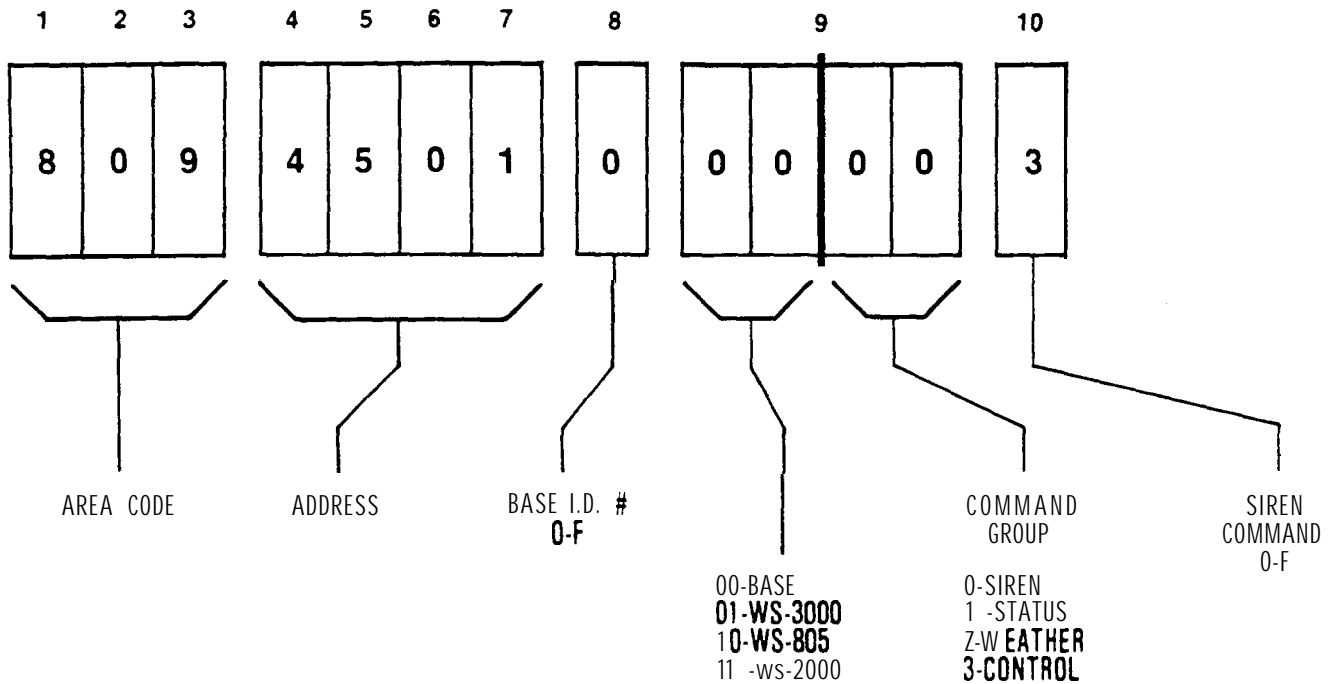 1 2 3 4 5 6 7 8 9 10
8 0 9 4 5 0 1 0 0 0 0 0 3
AREA CODE
ADDRESS
BASE I.D. #
0-F
00-BASE
01-WS-3000
10-WS-805
11 -ws-2000
COMMAND
GROUP
0-SIREN
1 -STATUS
Z-W EATHER
3-CONTROL
SIREN
COMMAND
0-F